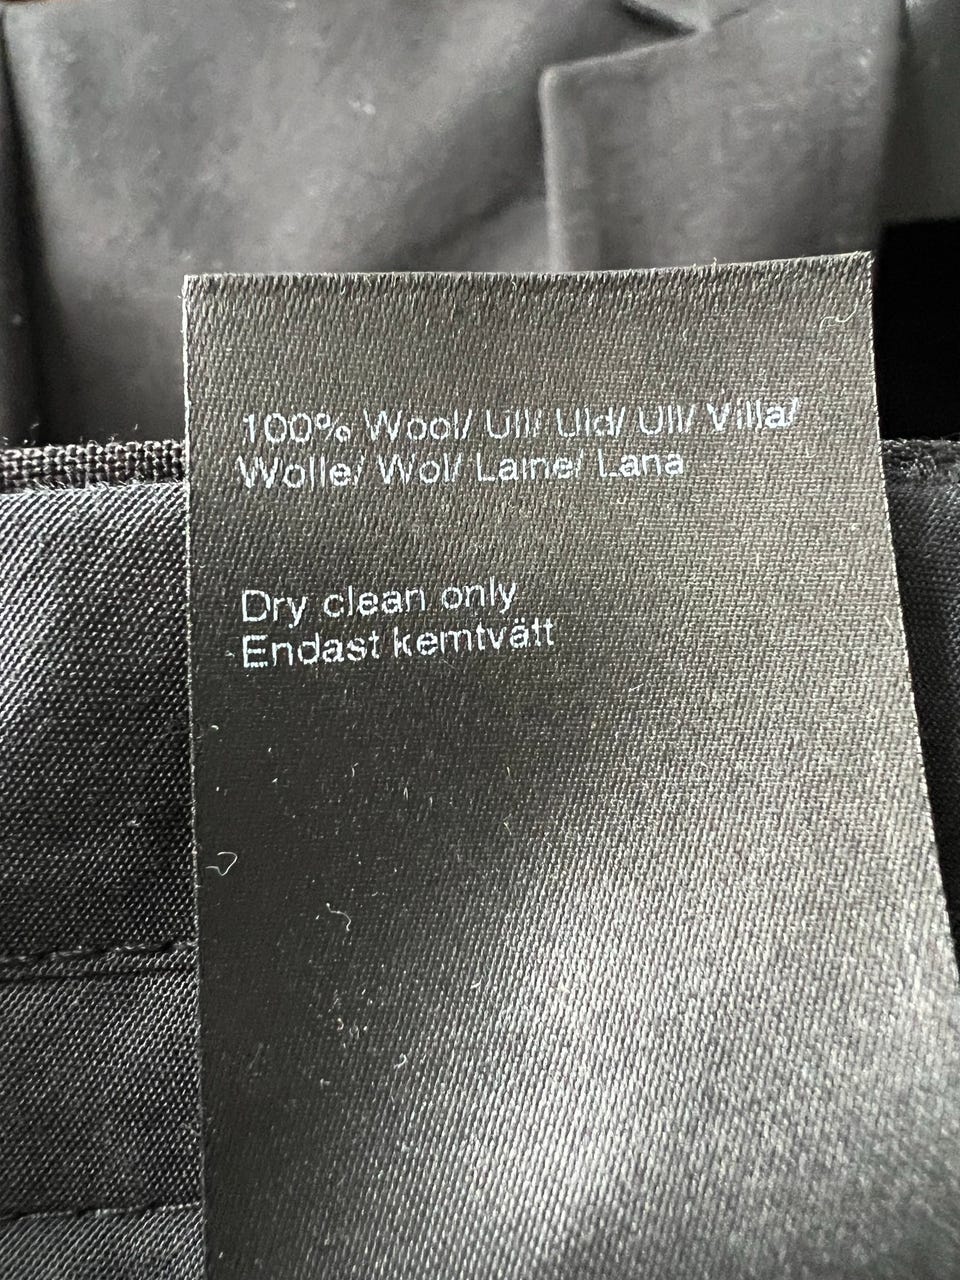 100% Wool/ Ull/ Uld/ Ull/ Villa/
Wolle/ Wol/ Laine/ Lana
Dry clean only
Endast kemtvätt